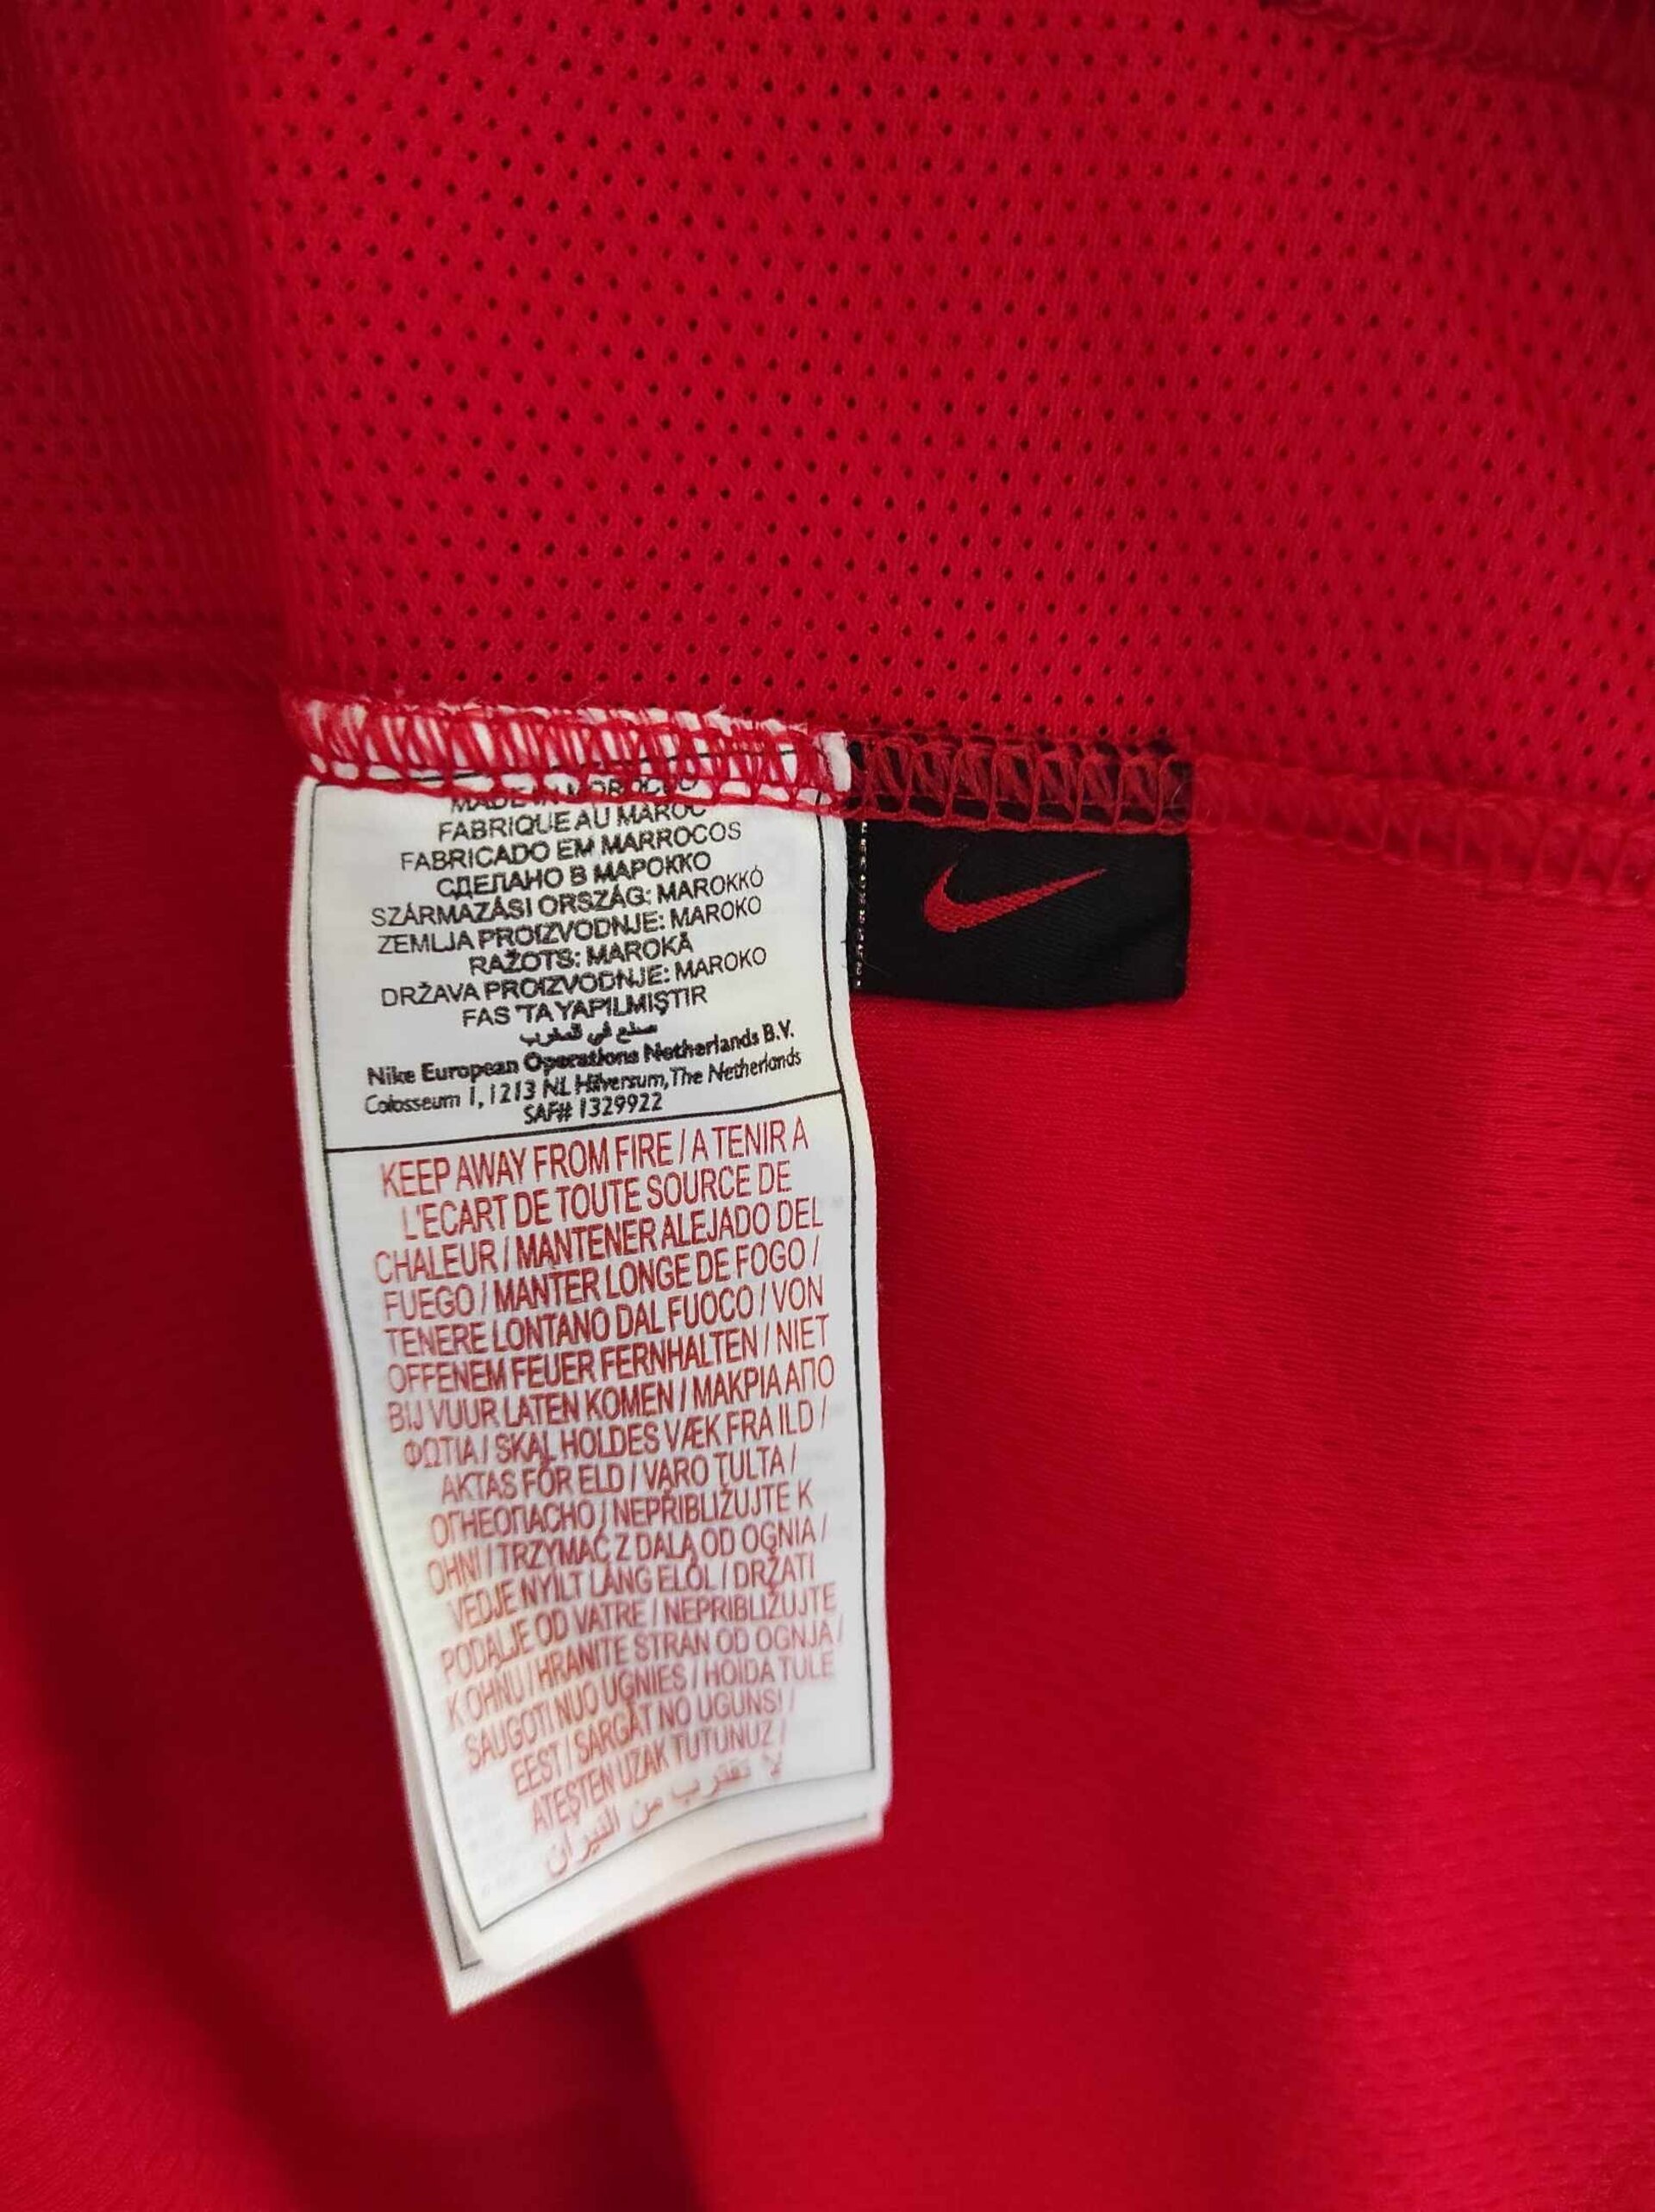 MADE IN MOROCCO
FABRIQUE AU MAROC
FABRICADO EM MARROCOS
СДЕЛАНО В МАРОККО
SZÁRMAZÁSI ORSZÁG: MAROKKÓ
ZEMLJA PROIZVODNJE: MAROKO
RAŽOTS: MAROKĀ
DRŽAVA PROIZVODNJE: MAROKO
FAS 'TA YAPILMIŞTIR
صنع في المغرب
Nike European Operations Netherlands B.V.
Colosseum 1, 1213 NL Hilversum, The Netherlands
SAF# 1329922
KEEP AWAY FROM FIRE / A TENIR A
L'ECART DE TOUTE SOURCE DE
CHALEUR / MANTENER ALEJADO DEL
FUEGO / MANTER LONGE DE FOGO /
TENERE LONTANO DAL FUOCO / VON
OFFENEM FEUER FERNHALTEN / NIET
BIJ VUUR LATEN KOMEN / ΜΑΚΡΙΑ ΑΠΟ
ΦΩΤΙΑ / SKAL HOLDES VÆK FRA ILD /
AKTAS FÖR ELD / VARO TULTA /
ОГНЕОПАСНО / NEPŘIBLIŽUJTE K
OHNI / TRZYMAĆ Z DALA OD OGNIA /
VEDJE NYÍLT LÁNG ELŐL / DRŽATI
PODALJE OD VATRE / NEPRIBLIŽUJTE
K OHNU / HRANITE STRAN OD OGNJA /
SAUGOTI NUO UGNIES / HOIDA TULE
EEST / SARGĀT NO UGUNS! /
ATEŞTEN UZAK TUTUNUZ /
لا تقترب من النيران